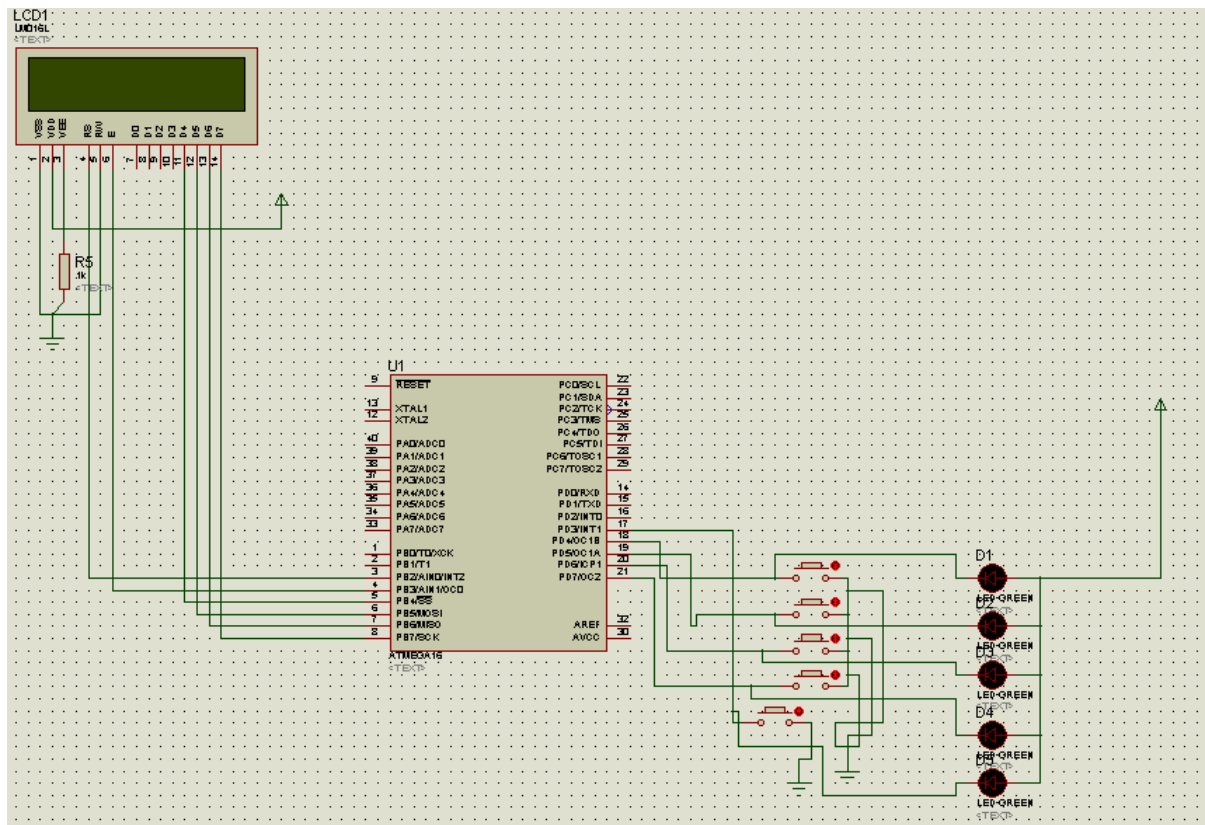 LCD1
LM016L
<TEXT>
VSS VDD VEE RS RW E D0 D1 D2 D3 D4 D5 D6 D7
1 2 3 4 5 6 7 8 9 10 11 12 13 14
R5
.1k
<TEXT>
U1
9 RESET PC0/SCL 22
PC1/SDA 23
13 XTAL1 PC2/TCK 24
12 XTAL2 PC3/TMS 25
PC4/TDO 26
40 PA0/ADC0 PC5/TDI 27
39 PA1/ADC1 PC6/TOSC1 28
38 PA2/ADC2 PC7/TOSC2 29
37 PA3/ADC3
36 PA4/ADC4 PD0/RXD 14
35 PA5/ADC5 PD1/TXD 15
34 PA6/ADC6 PD2/INT0 16
33 PA7/ADC7 PD3/INT1 17
PD4/OC1B 18
1 PB0/T0/XCK PD5/OC1A 19
2 PB1/T1 PD6/ICP1 20
3 PB2/AIN0/INT2 PD7/OC2 21
4 PB3/AIN1/OC0
5 PB4/SS
6 PB5/MOSI
7 PB6/MISO AREF 32
8 PB7/SCK AVCC 30
ATMEGA16
<TEXT>
D1
LED-GREEN
<TEXT>
D2
LED-GREEN
<TEXT>
D3
LED-GREEN
<TEXT>
D4
LED-GREEN
<TEXT>
D5
LED-GREEN
<TEXT>